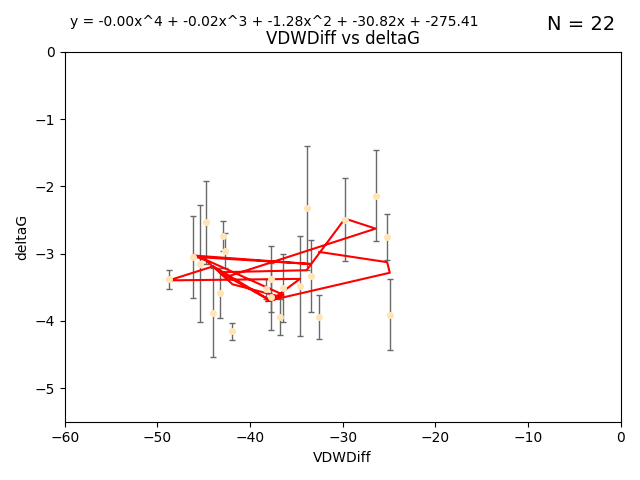 y = -0.00x^4 + -0.02x^3 + -1.28x^2 + -30.82x + -275.41
N = 22
VDWDiff vs deltaG
0
−1
−2
−3
−4
−5
deltaG
−60 −50 −40 −30 −20 −10 0
VDWDiff